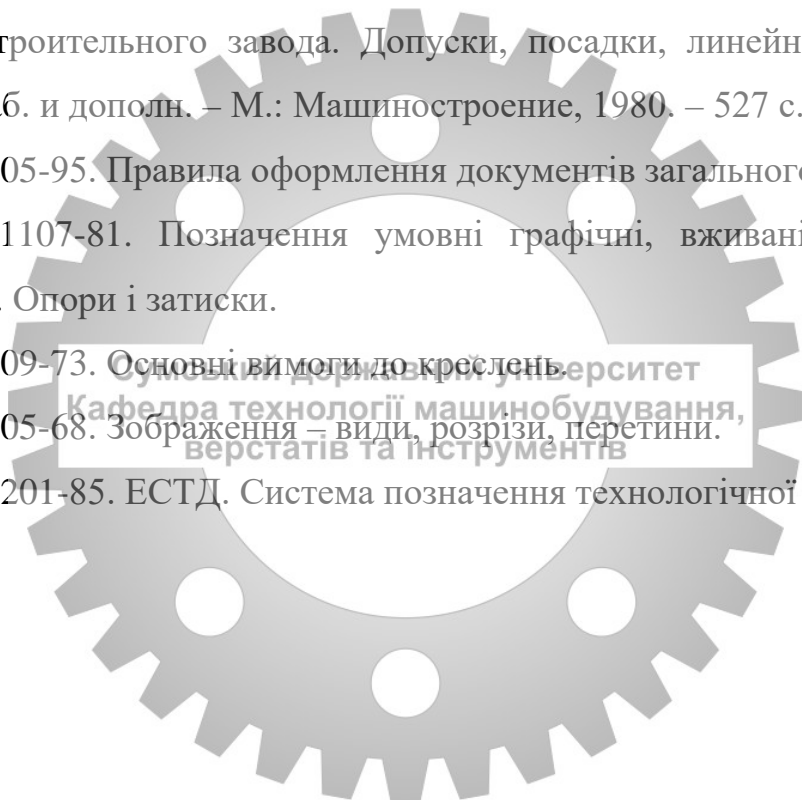 троительного завода. Допуски, посадки, линейн
б. и дополн. – М.: Машиностроение, 1980. – 527 с.
05-95. Правила оформлення документів загального
1107-81. Позначення умовні графічні, вживані
. Опори і затиски.
09-73. Основні вимоги до креслень.
Сумський державний університет
Кафедра технології машинобудування,
05-68. Зображення – види, розрізи, перетини.
верстатів та інструментів
201-85. ЕСТД. Система позначення технологічної